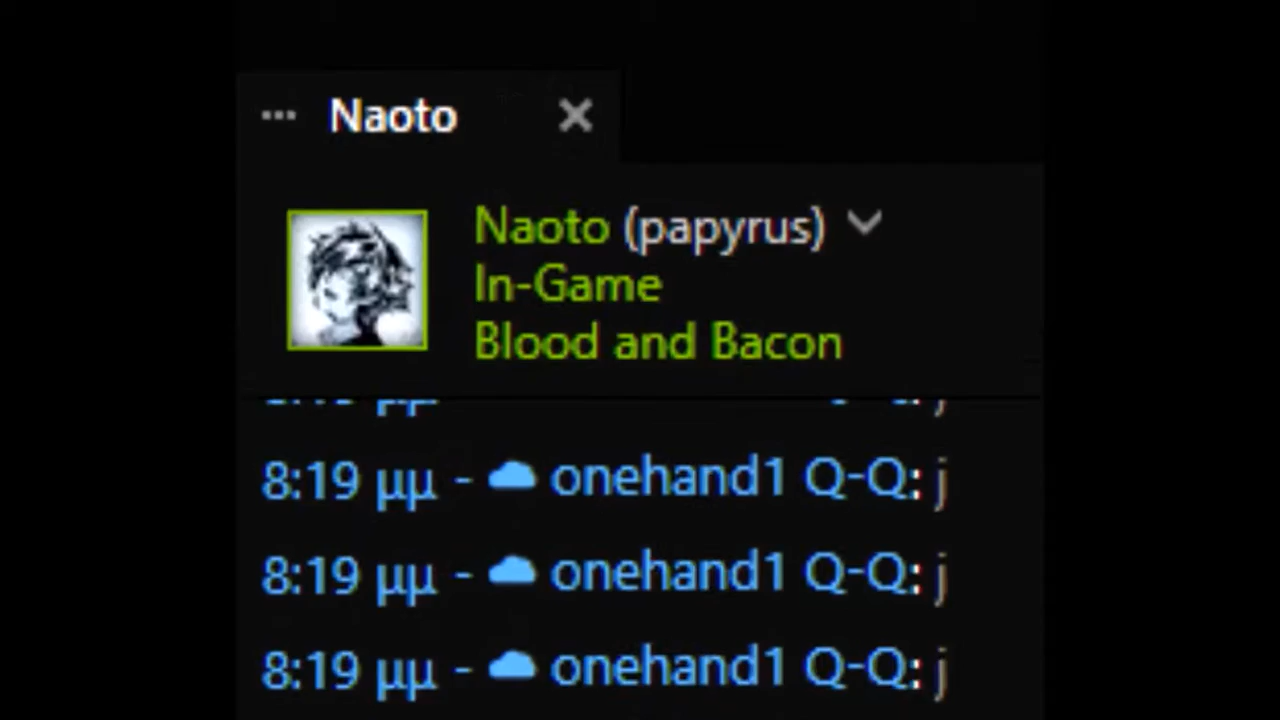 Naoto
Naoto (papyrus)
In-Game
Blood and Bacon
8:19 μμ - onehand1 Q-Q: j
8:19 μμ - onehand1 Q-Q: j
8:19 μμ - onehand1 Q-Q: j